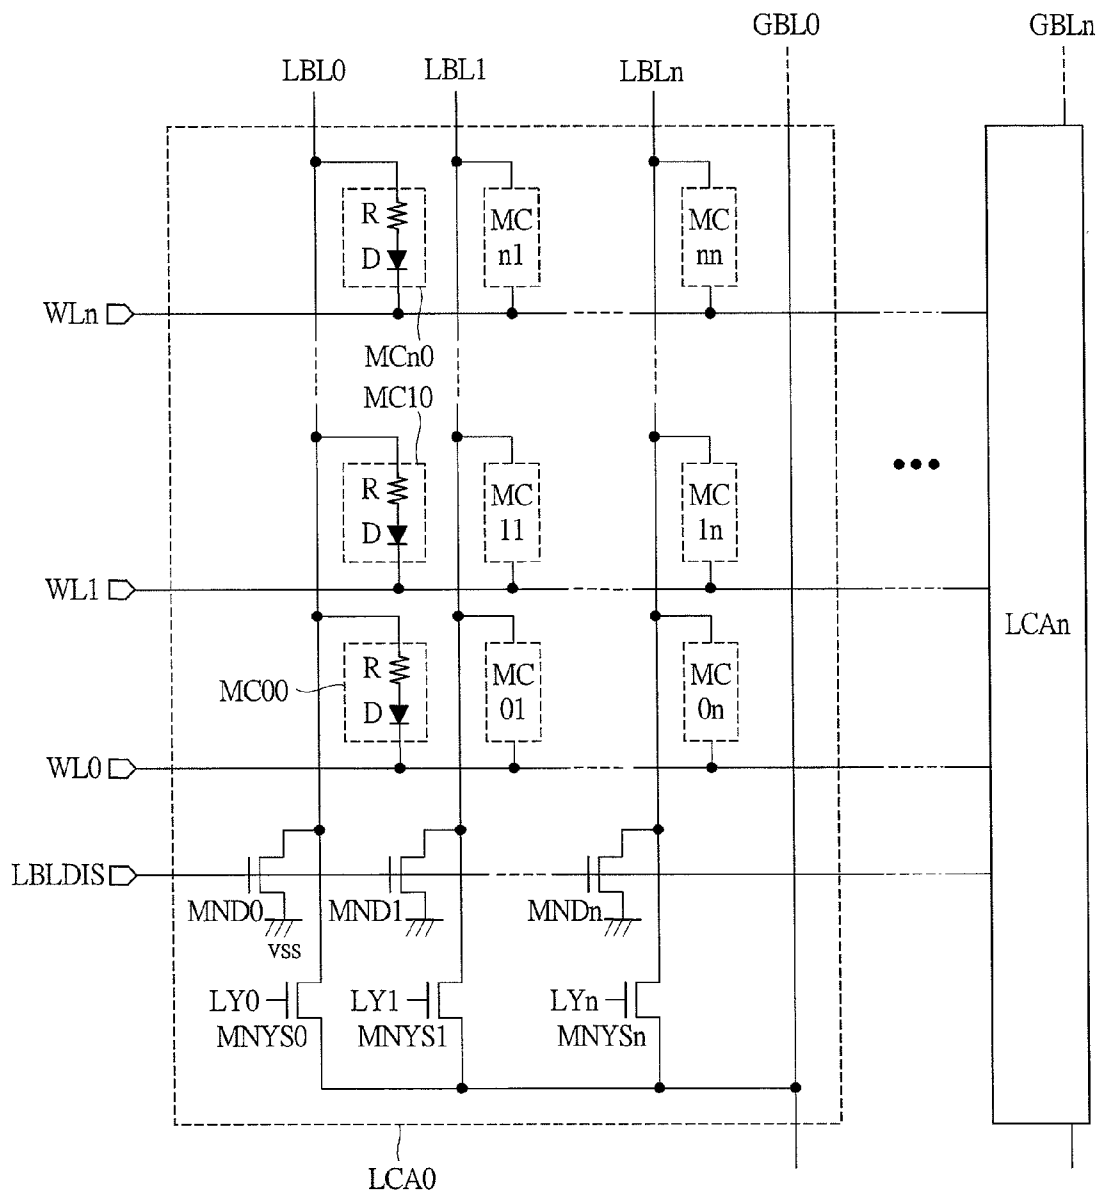 GBL0
GBLn
LBL0
LBL1
LBLn
R
D
MC
n1
MC
nn
WLn
MCn0
MC10
R
D
MC
11
MC
1n
WL1
LCAn
MC00
R
D
MC
01
MC
0n
WL0
LBLDIS
MND0
MND1
MNDn
VSS
LY0
LY1
LYn
MNYS0
MNYS1
MNYSn
LCA0